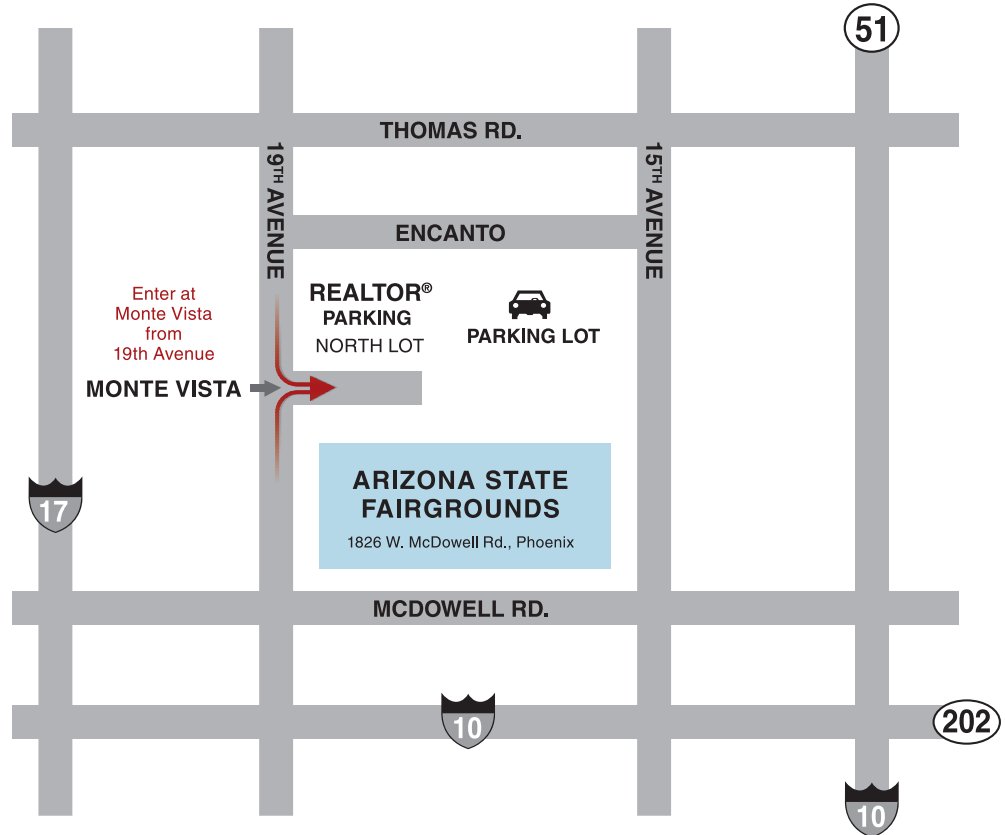 51
THOMAS RD.
19TH AVENUE
15TH AVENUE
ENCANTO
Enter at
Monte Vista
from
19th Avenue
REALTOR®
PARKING
NORTH LOT
PARKING LOT
MONTE VISTA
ARIZONA STATE
FAIRGROUNDS
1826 W. McDowell Rd., Phoenix
17
MCDOWELL RD.
10
202
10